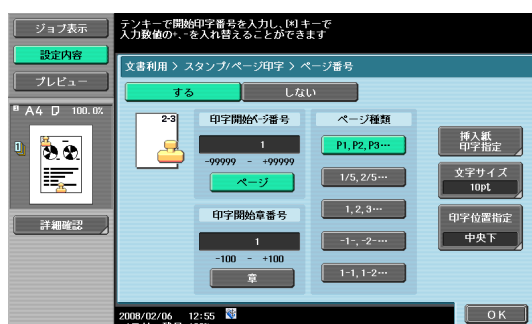 ジョブ表示
設定内容
プレビュー
A4 100.0%
詳細確認
テンキーで開始印字番号を入力し、[*]キーで
入力数値の+、-を入れ替えることができます
文書利用 > スタンプ/ページ印字 > ページ番号
する
しない
2-3
印字開始ページ番号
1
-99999 - +99999
ページ
印字開始章番号
1
-100 - +100
章
ページ種類
P1,P2,P3…
1/5,2/5…
1,2,3…
-1-,-2-…
1-1,1-2…
挿入紙
印字指定
文字サイズ
10pt
印字位置指定
中央下
2008/02/06 12:55
OK